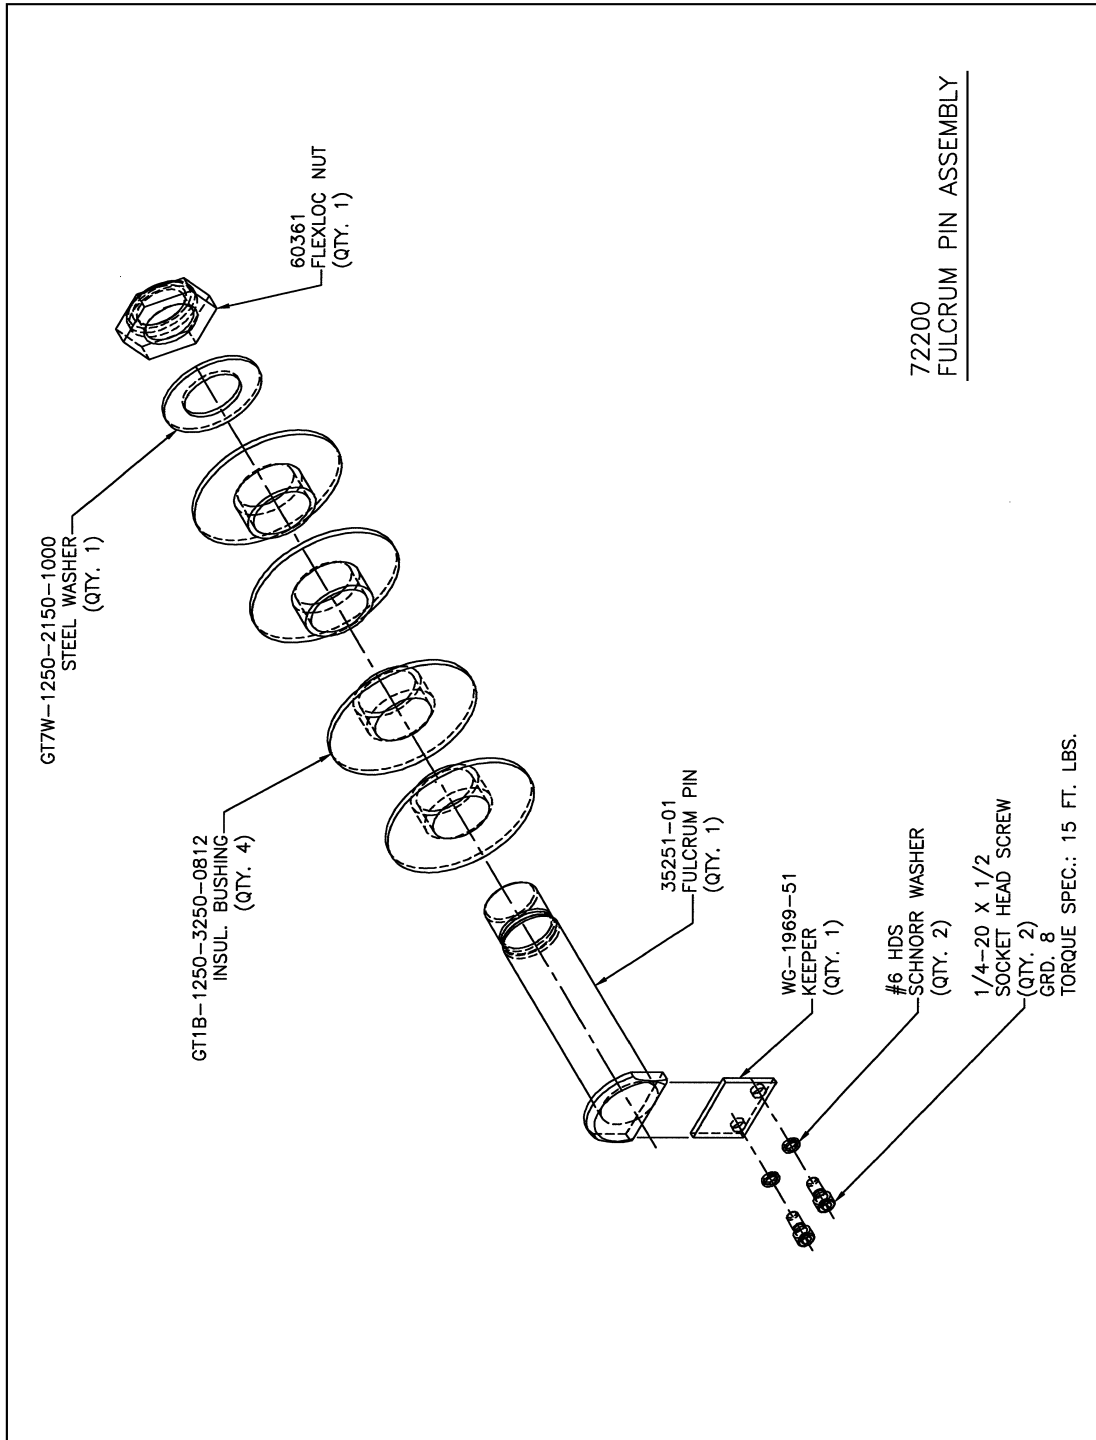 GT7W-1250-2150-1000
STEEL WASHER
(QTY. 1)
60361
FLEXLOC NUT
(QTY. 1)
GT1B-1250-3250-0812
INSUL. BUSHING
(QTY. 4)
35251-01
FULCRUM PIN
(QTY. 1)
WG-1969-51
KEEPER
(QTY. 1)
#6 HDS
SCHNORR WASHER
(QTY. 2)
1/4-20 X 1/2
SOCKET HEAD SCREW
(QTY. 2)
GRD. 8
TORQUE SPEC.: 15 FT. LBS.
72200
FULCRUM PIN ASSEMBLY